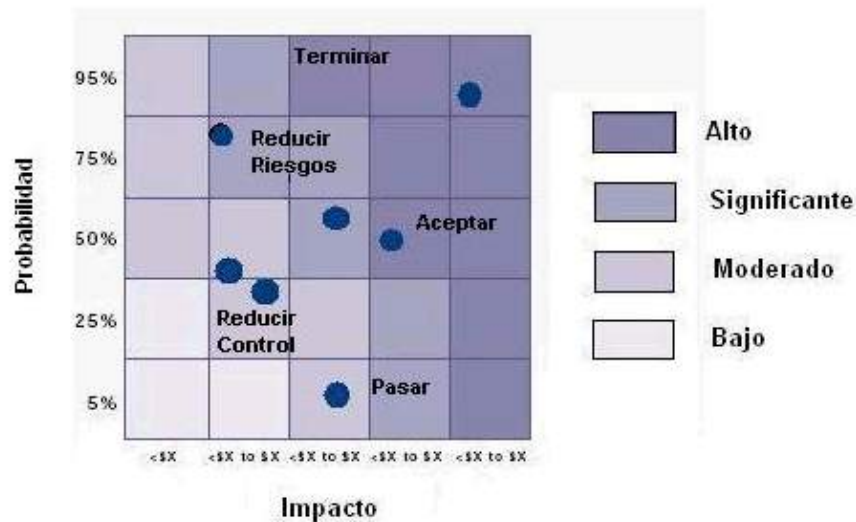 Terminar
95%
Reducir
Riesgos
75%
Aceptar
50%
Reducir
Control
25%
Pasar
5%
Probabilidad
<$X <$X to $X <$X to $X <$X to $X <$X to $X
Impacto
Alto
Significante
Moderado
Bajo